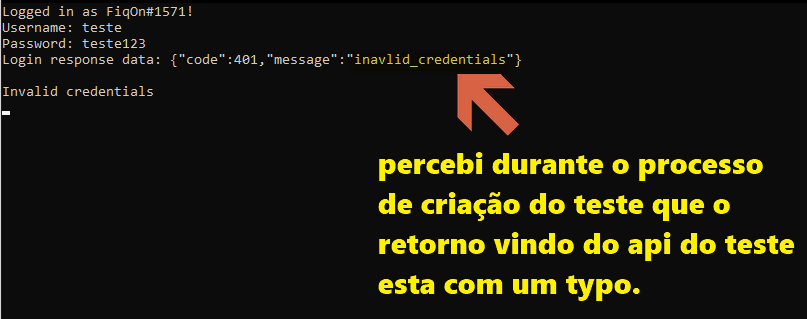 Logged in as FiqOn#1571!
Username: teste
Password: teste123
Login response data: {"code":401,"message":"inavlid_credentials"}
Invalid credentials
percebi durante o processo
de criação do teste que o
retorno vindo do api do teste
esta com um typo.